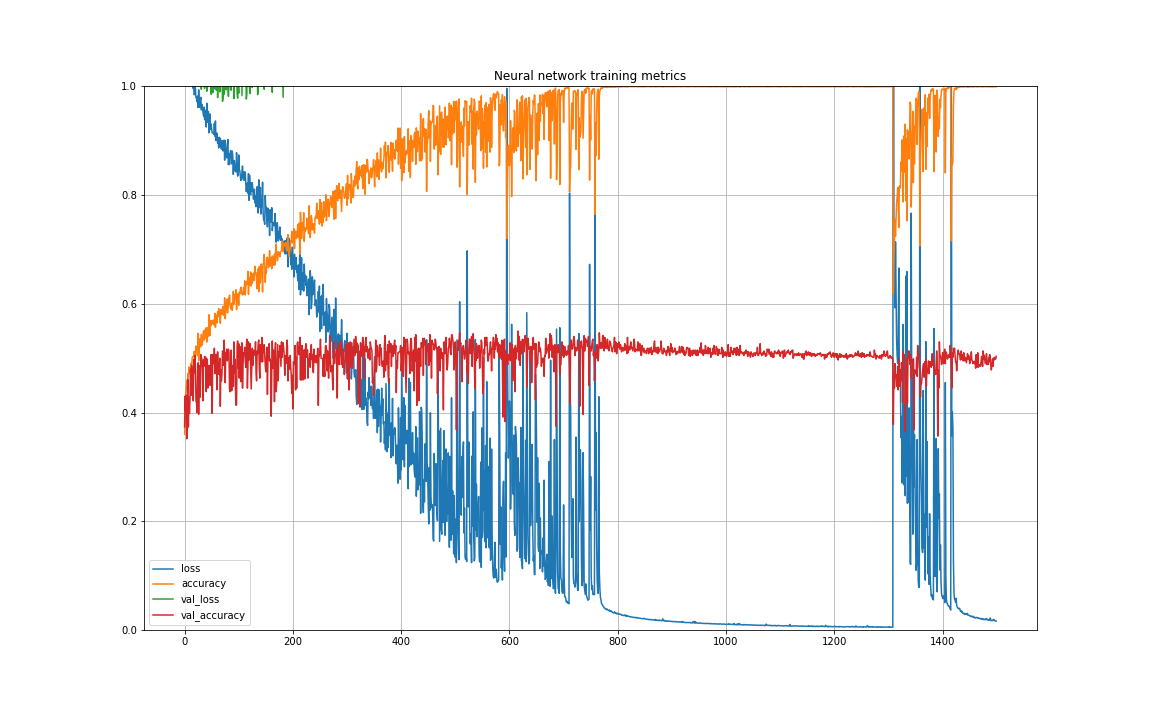 Neural network training metrics
1.0
0.8
0.6
0.4
0.2
0.0
loss
accuracy
val_loss
val_accuracy
0 200 400 600 800 1000 1200 1400